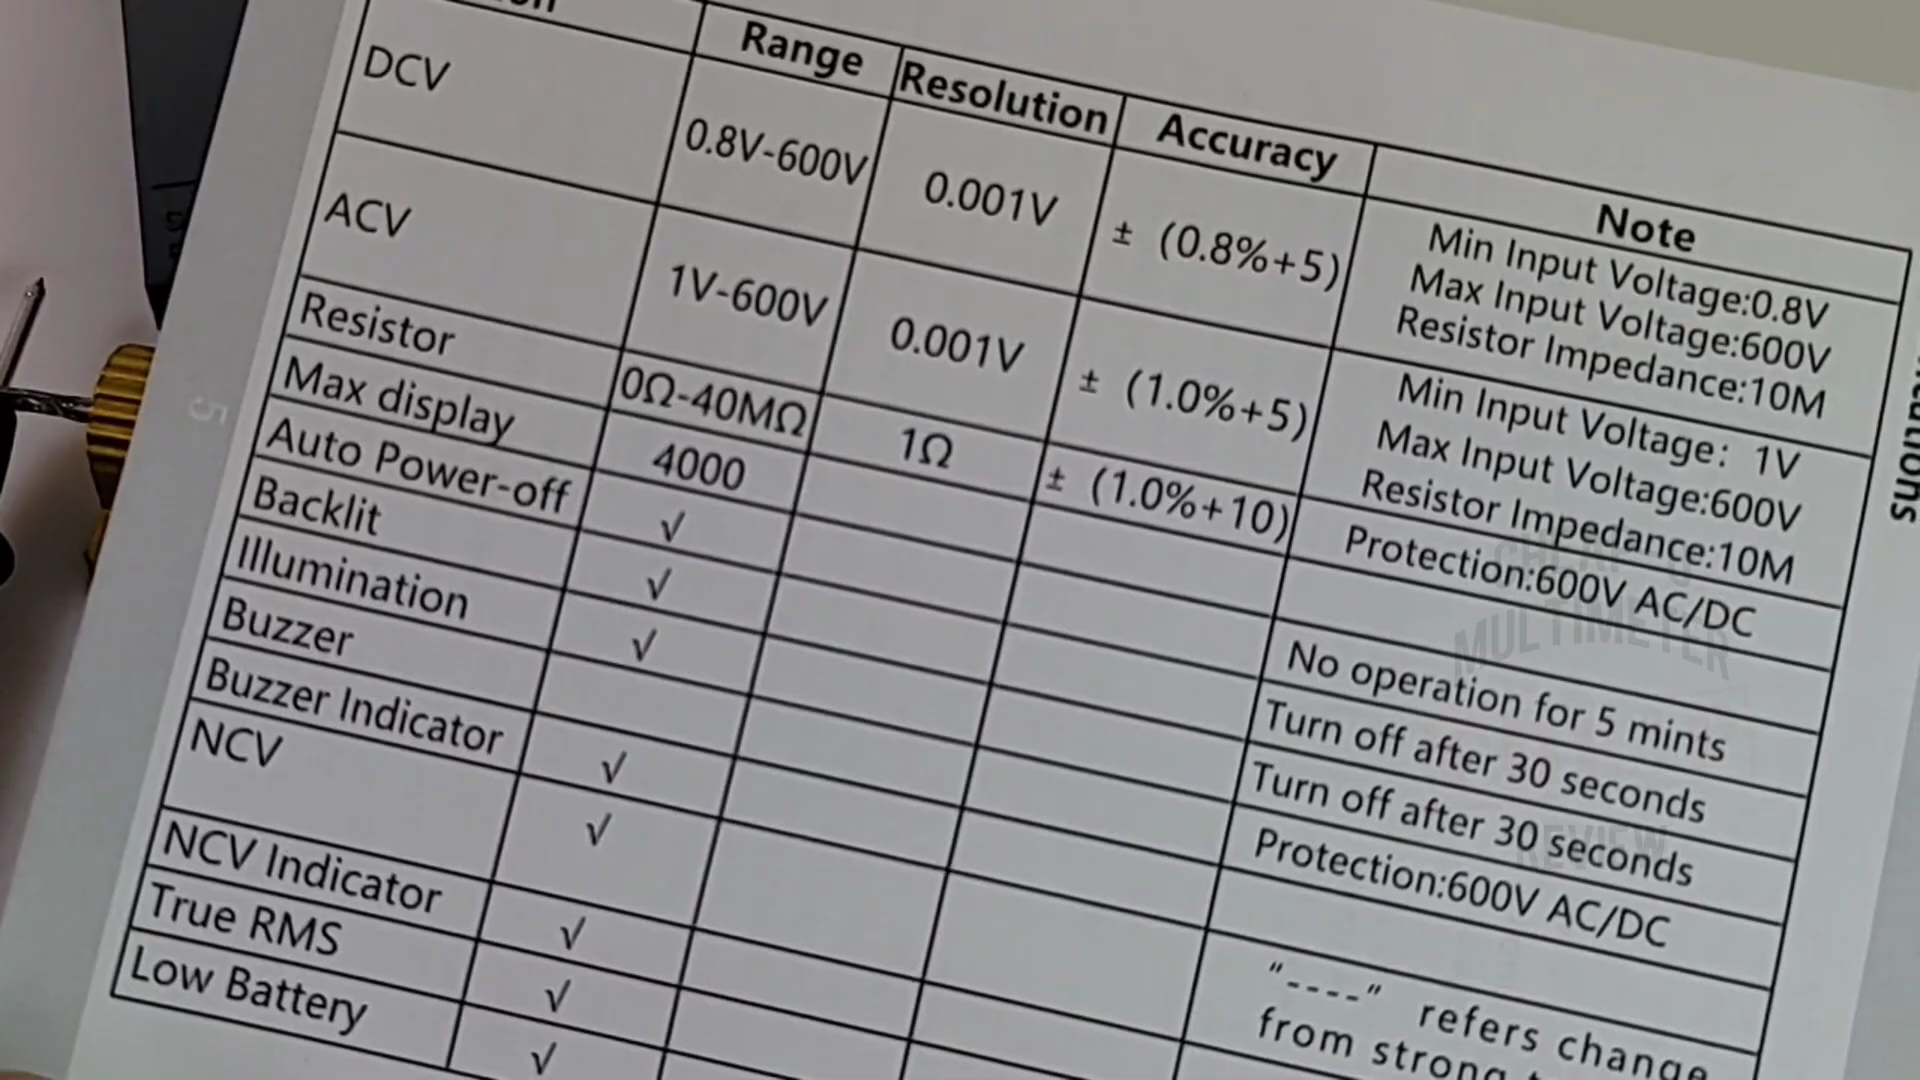 Range Resolution Accuracy Note
DCV 0.8V-600V 0.001V ± (0.8%+5) Min Input Voltage:0.8V
Max Input Voltage:600V
Resistor Impedance:10M
ACV 1V-600V 0.001V ± (1.0%+5) Min Input Voltage: 1V
Max Input Voltage:600V
Resistor Impedance:10M
Resistor 0Ω-40MΩ 1Ω ± (1.0%+10) Protection:600V AC/DC
Max display 4000
Auto Power-off √ No operation for 5 mints
Backlit √ Turn off after 30 seconds
Illumination √ Turn off after 30 seconds
Buzzer Protection:600V AC/DC
Buzzer Indicator √
NCV √ "----" refers change
from strong
NCV Indicator √
True RMS √
Low Battery √
5
MULTIMETER
REVIEW